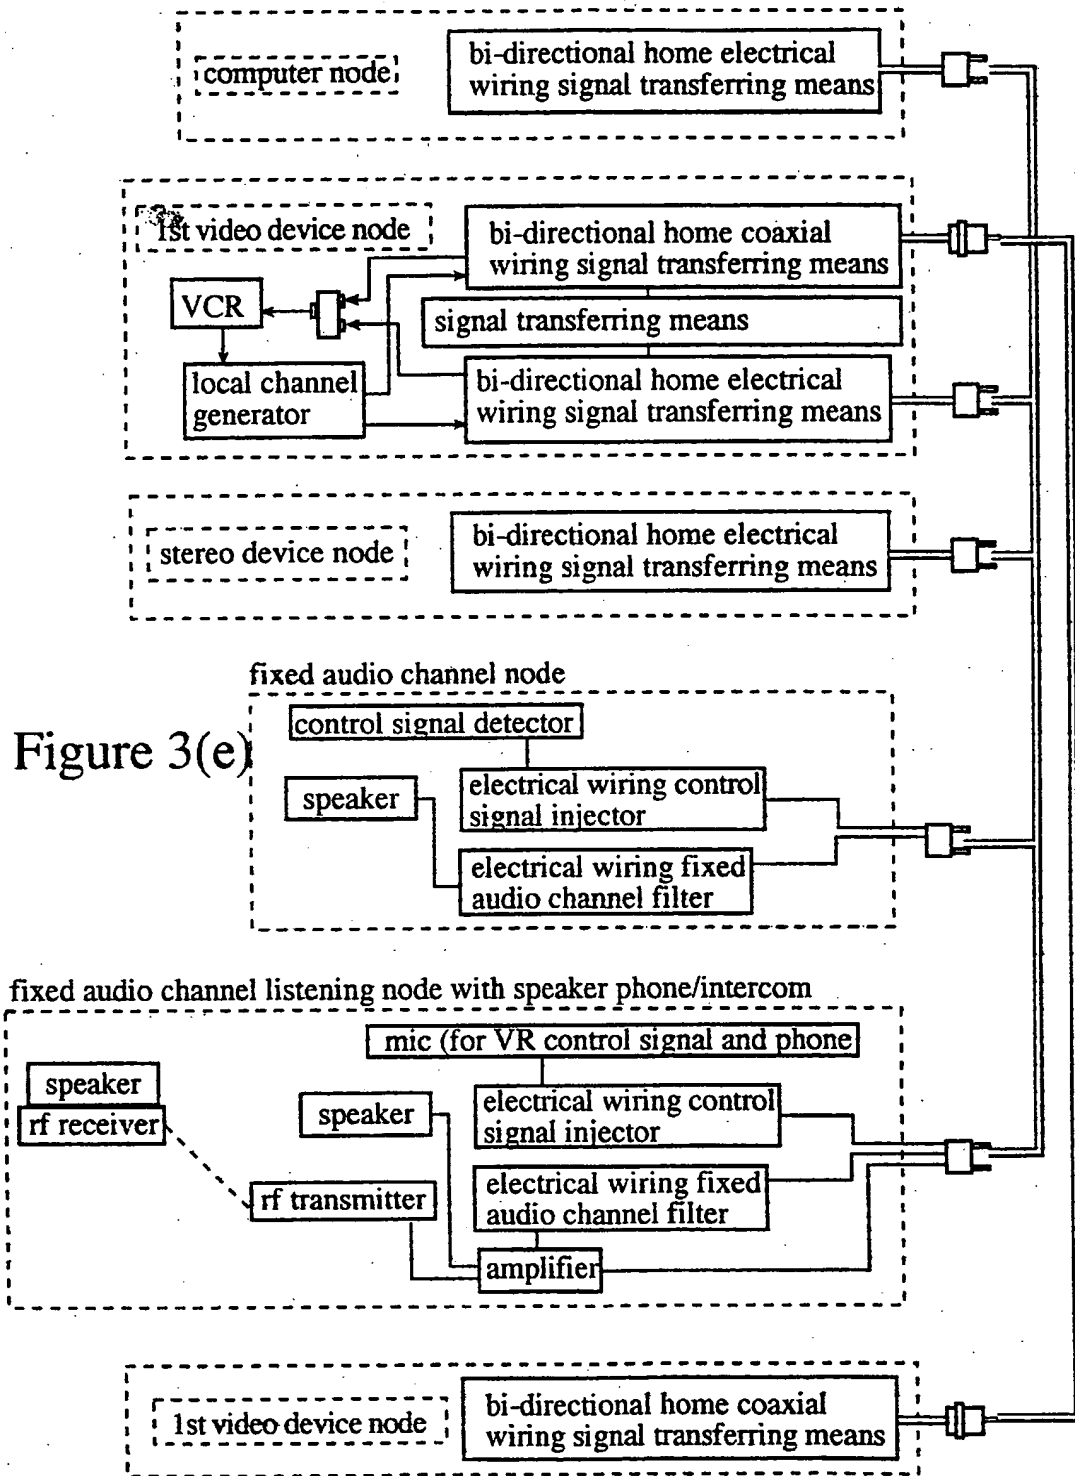 computer node
bi-directional home electrical
wiring signal transferring means
1st video device node
bi-directional home coaxial
wiring signal transferring means
VCR
signal transferring means
local channel
generator
bi-directional home electrical
wiring signal transferring means
stereo device node
bi-directional home electrical
wiring signal transferring means
fixed audio channel node
control signal detector
Figure 3(e)
speaker
electrical wiring control
signal injector
electrical wiring fixed
audio channel filter
fixed audio channel listening node with speaker phone/intercom
mic (for VR control signal and phone
speaker
rf receiver
speaker
electrical wiring control
signal injector
rf transmitter
electrical wiring fixed
audio channel filter
amplifier
1st video device node
bi-directional home coaxial
wiring signal transferring means